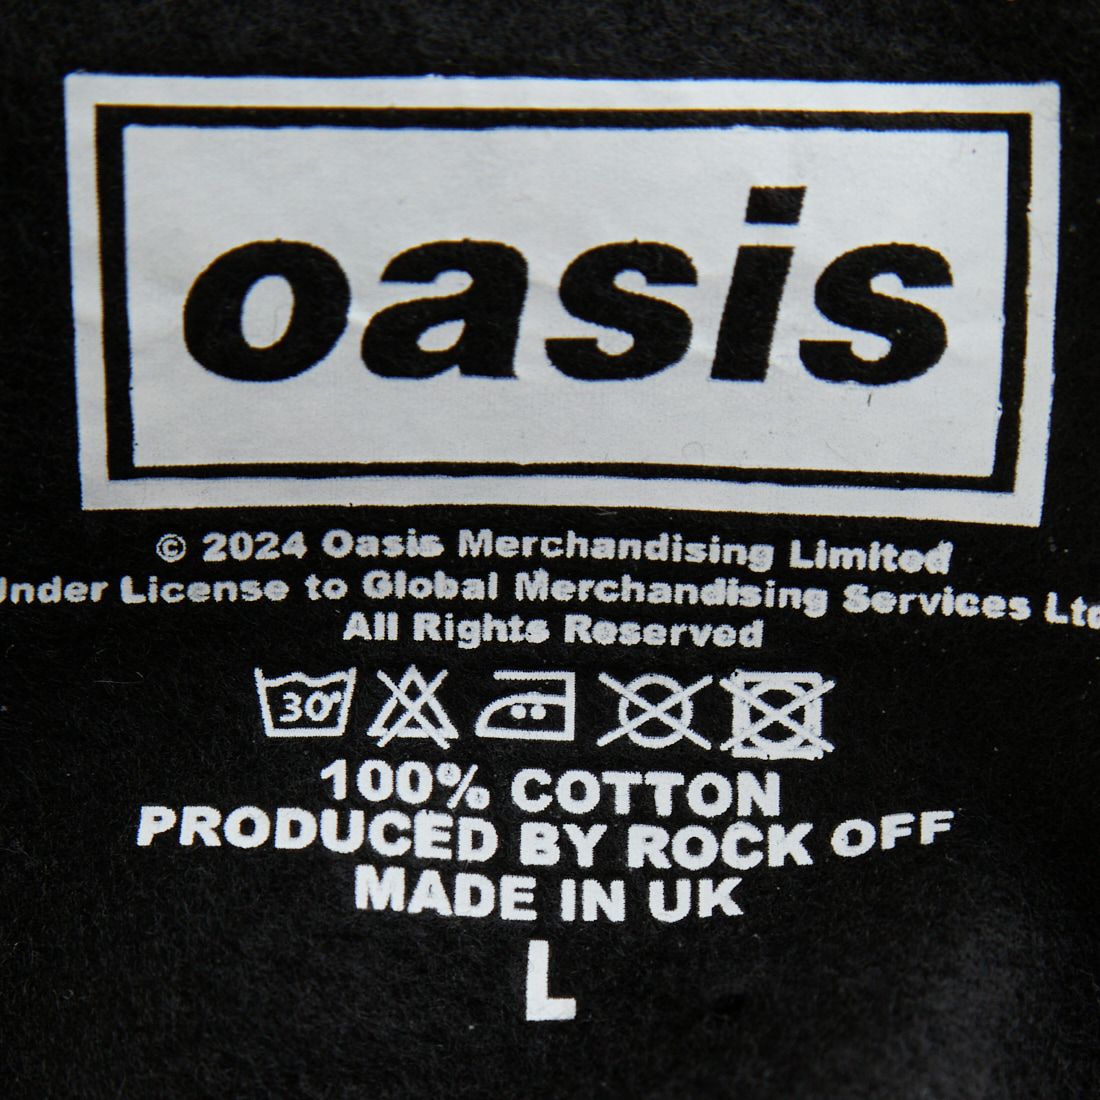 oasis
© 2024 Oasis Merchandising Limited
Under License to Global Merchandising Services Ltd
All Rights Reserved
30°
100% COTTON
PRODUCED BY ROCK OFF
MADE IN UK
L